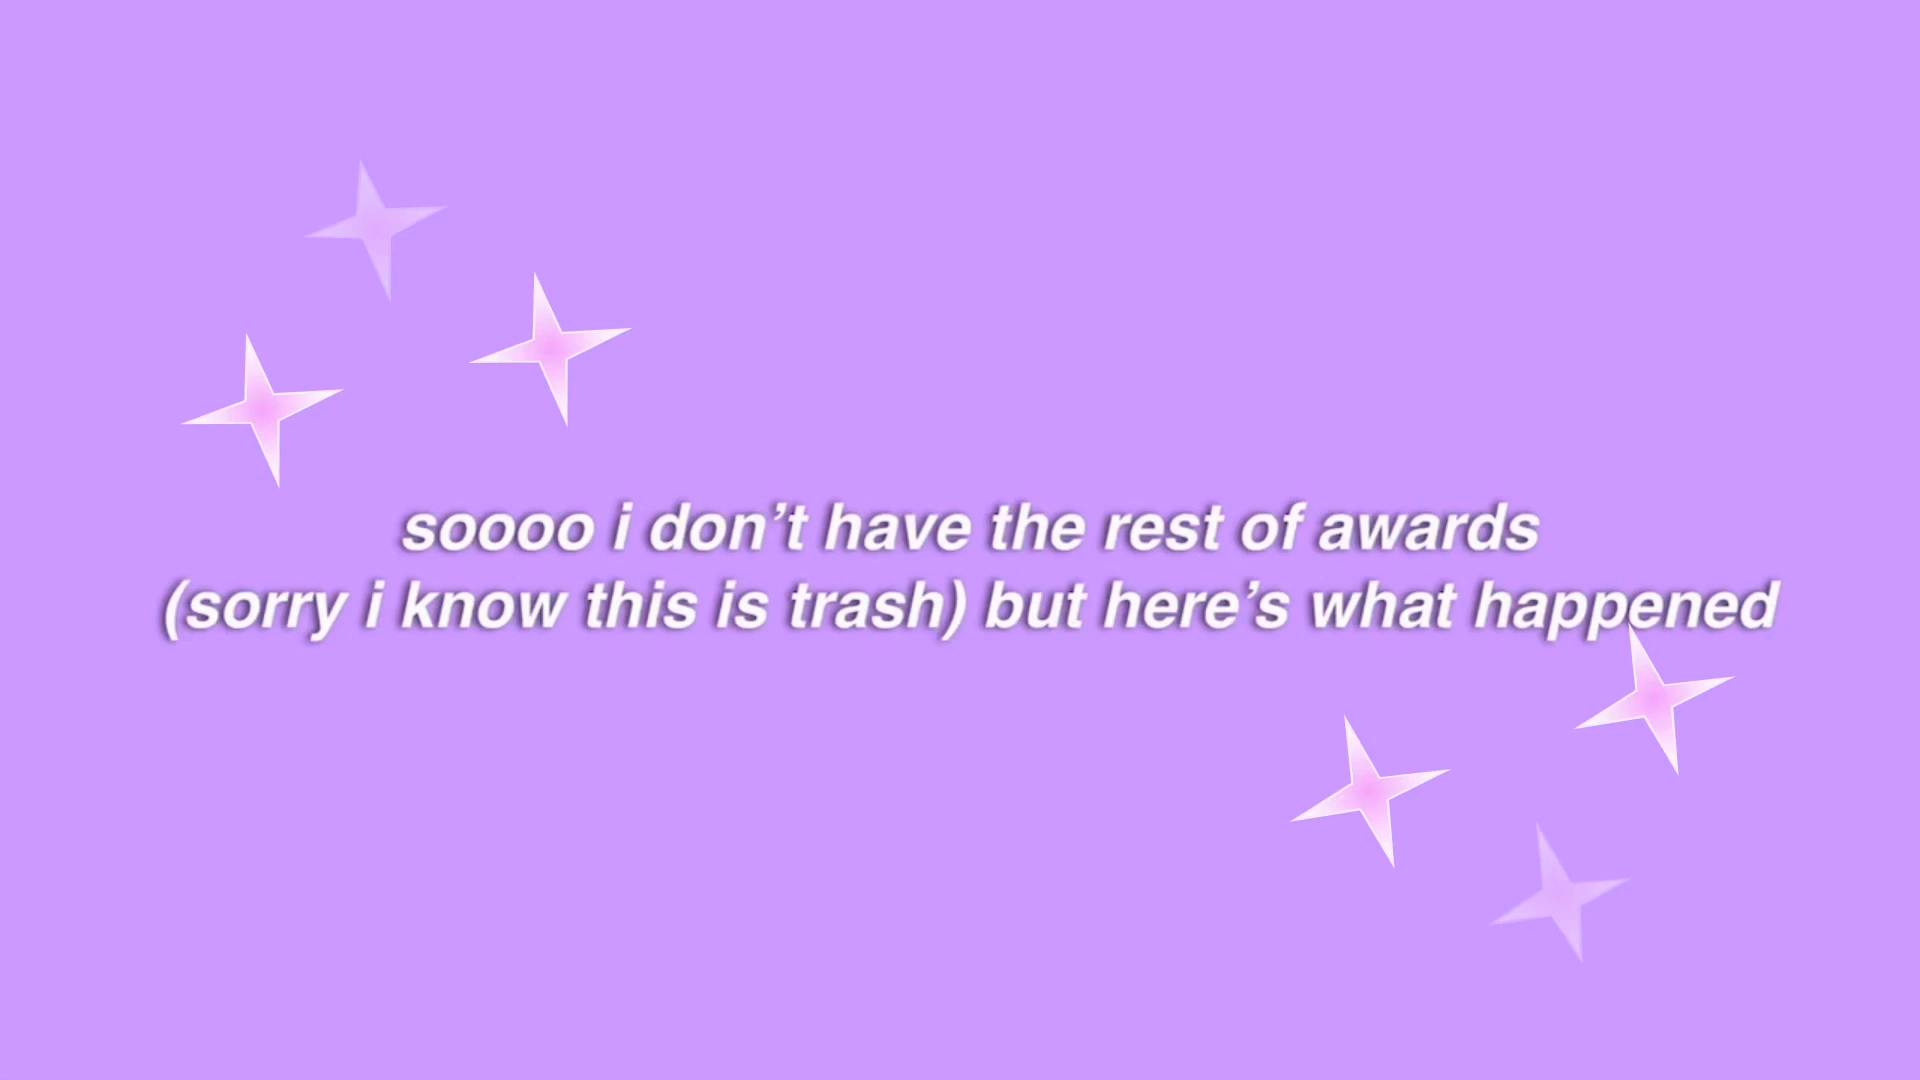 soooo i don’t have the rest of awards
(sorry i know this is trash) but here’s what happened